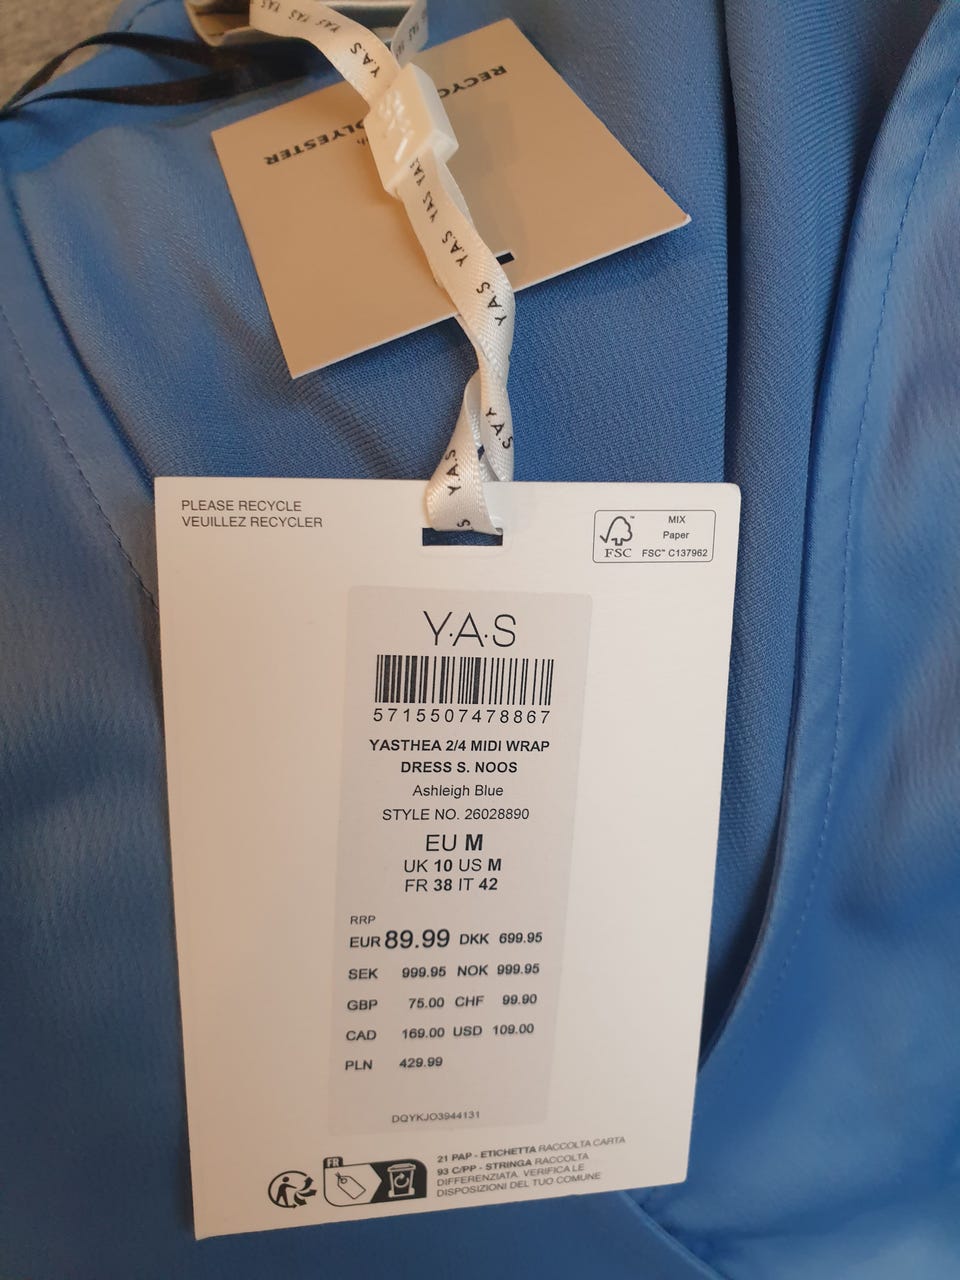 Y.A.S
Y.A.S
Y.A.S
Y.A.S
Y.A.S
Y.A.S
Y.A.S
POLYESTER
PLEASE RECYCLE
VEUILLEZ RECYCLER
FSC™
MIX
Paper
FSC™ C137962
Y.A.S
5715507478867
YASTHEA 2/4 MIDI WRAP
DRESS S. NOOS
Ashleigh Blue
STYLE NO. 26028890
EU M
UK 10 US M
FR 38 IT 42
RRP
EUR 89.99 DKK 699.95
SEK 999.95 NOK 999.95
GBP 75.00 CHF 99.90
CAD 169.00 USD 109.00
PLN 429.99
DQYKJO3944131
FR
21 PAP - ETICHETTA RACCOLTA CARTA
93 C/PP - STRINGA RACCOLTA
DIFFERENZIATA. VERIFICA LE
DISPOSIZIONI DEL TUO COMUNE